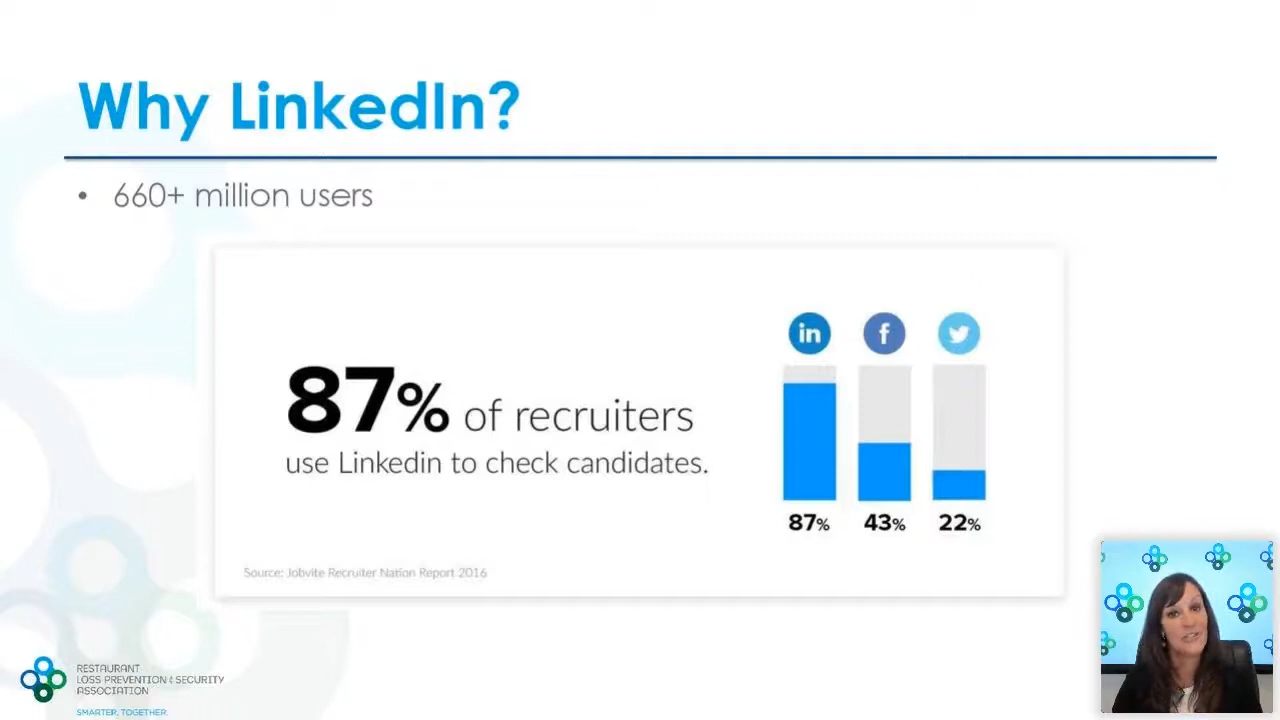 Why LinkedIn?
• 660+ million users
87% of recruiters
use Linkedin to check candidates.
in f
87% 43% 22%
Source: Jobvite Recruiter Nation Report 2016
RESTAURANT
LOSS PREVENTION & SECURITY
ASSOCIATION
SMARTER, TOGETHER.